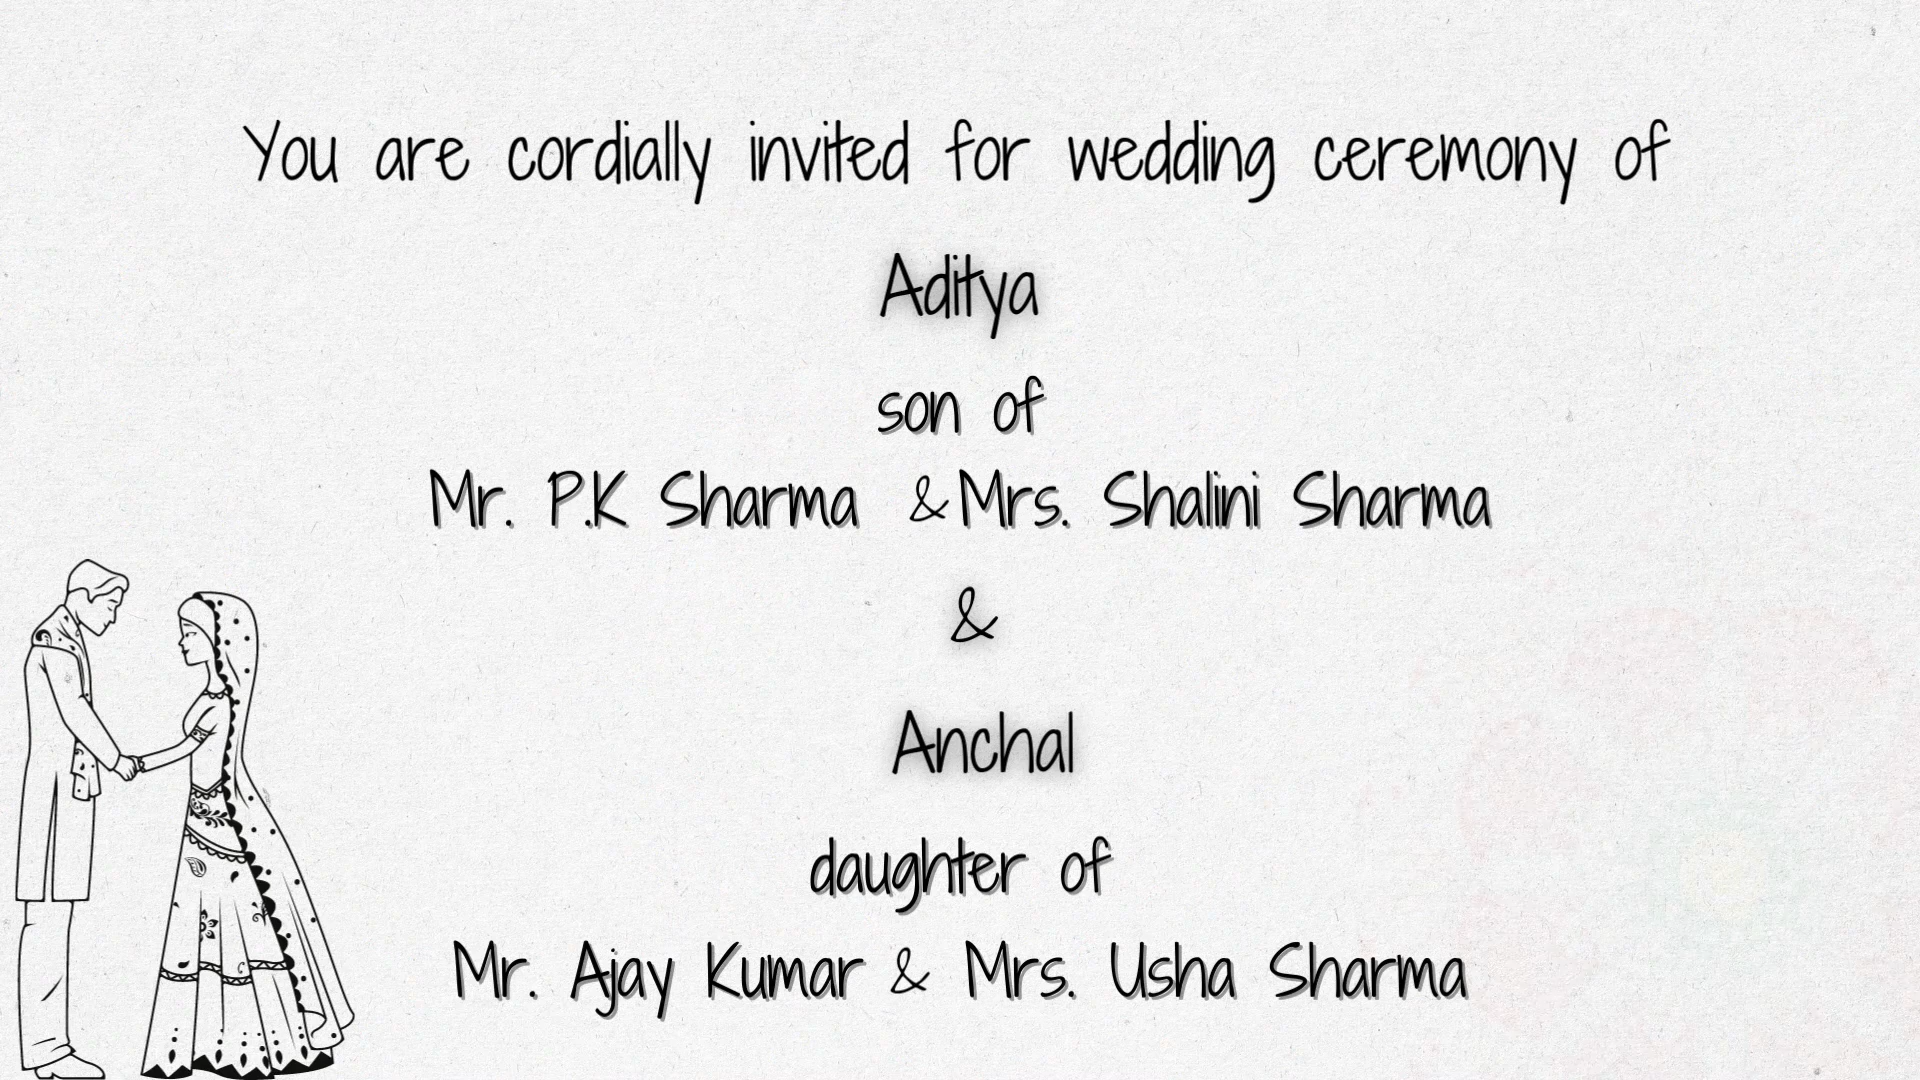 You are cordially invited for wedding ceremony of
Aditya
son of
Mr. P.K Sharma & Mrs. Shalini Sharma
&
Anchal
daughter of
Mr. Ajay Kumar & Mrs. Usha Sharma